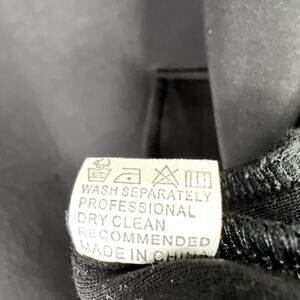 WASH SEPARATELY
PROFESSIONAL
DRY CLEAN
RECOMMENDED
MADE IN CHINA